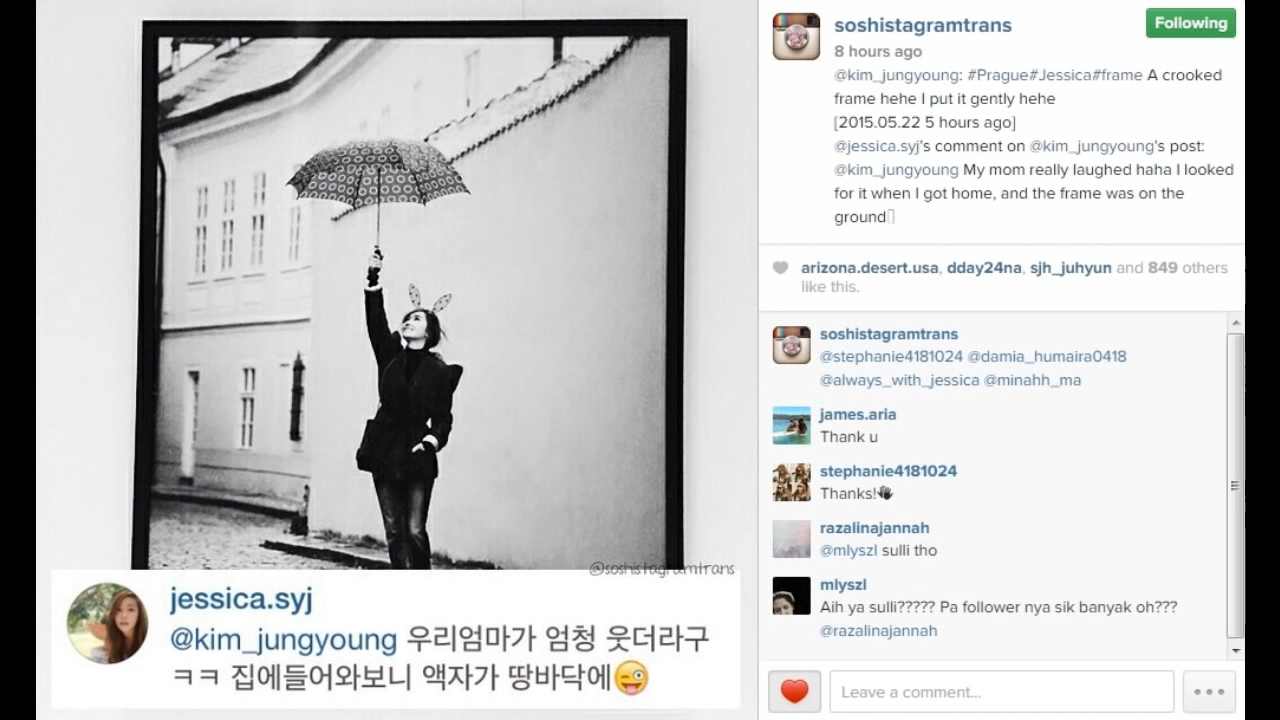 @soshistagramtrans
jessica.syj
@kim_jungyoung 우리엄마가 엄청 웃더라구
ㅋㅋ 집에들어와보니 액자가 땅바닥에😜
soshistagramtrans
Following
8 hours ago
@kim_jungyoung: #Prague#Jessica#frame A crooked
frame hehe I put it gently hehe
[2015.05.22 5 hours ago]
@jessica.syj's comment on @kim_jungyoung's post:
@kim_jungyoung My mom really laughed haha I looked
for it when I got home, and the frame was on the
ground
arizona.desert.usa, dday24na, sjh_juhyun and 849 others
like this.
soshistagramtrans
@stephanie4181024 @damia_humaira0418
@always_with_jessica @minahh_ma
james.aria
Thank u
stephanie4181024
Thanks!👋
razalinajannah
@mlyszl sulli tho
mlyszl
Aih ya sulli????? Pa follower nya sik banyak oh???
@razalinajannah
Leave a comment...